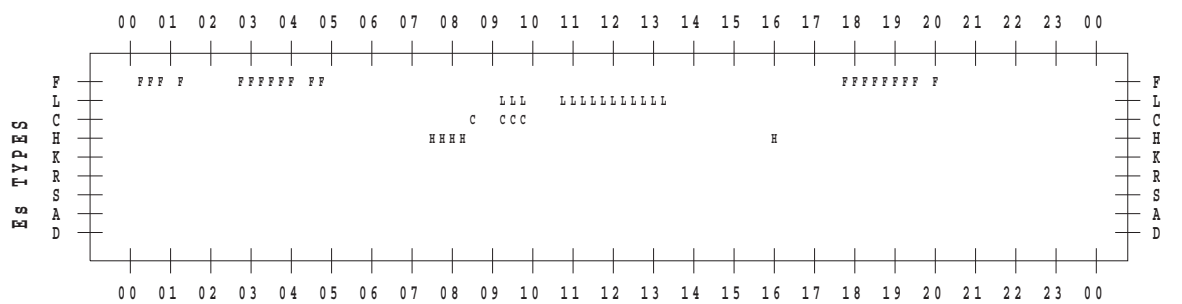 00 01 02 03 04 05 06 07 08 09 10 11 12 13 14 15 16 17 18 19 20 21 22 23 00
Es TYPES
F FFF F FFFFFF FF FFFFFFFF F F
L LLL LLLLLLLLLLL L
C C CCC C
H HHHH H H
K K
R R
S S
A A
D D
00 01 02 03 04 05 06 07 08 09 10 11 12 13 14 15 16 17 18 19 20 21 22 23 00